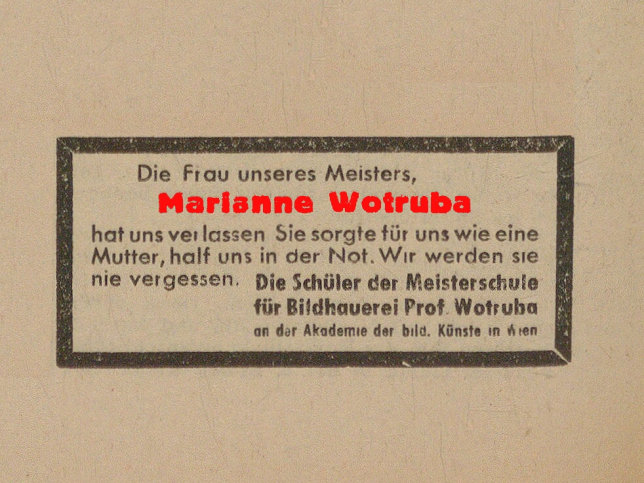 Die Frau unseres Meisters,
Marianne Wotruba
hat uns verlassen Sie sorgte für uns wie eine
Mutter, half uns in der Not. Wir werden sie
nie vergessen. Die Schüler der Meisterschule
für Bildhauerei Prof. Wotruba
an der Akademie der bild. Künste in Wien